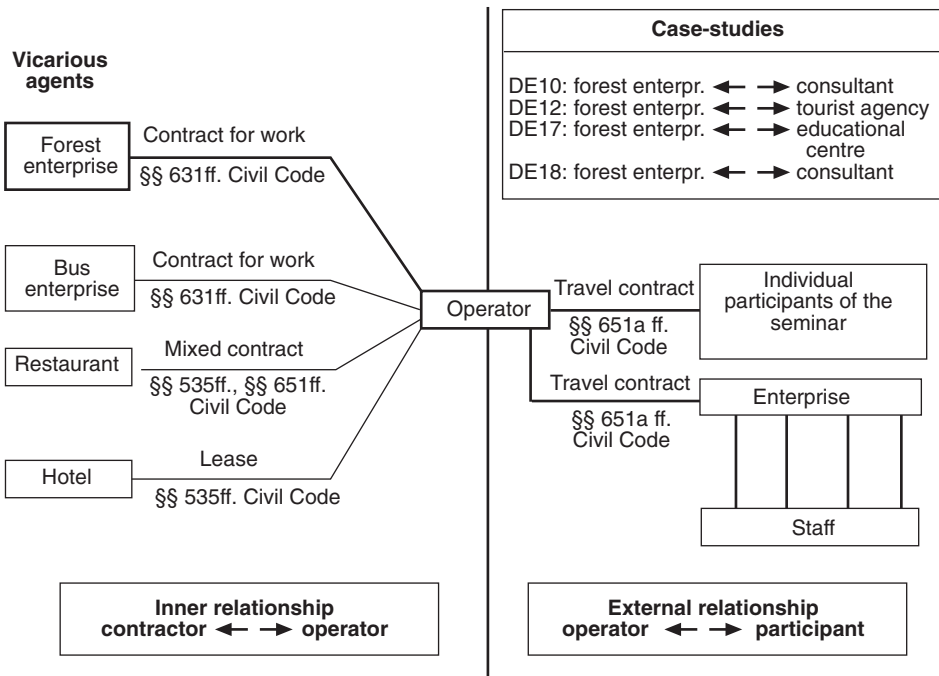 Vicarious
agents
Forest
enterprise
Contract for work
§§ 631ff. Civil Code
Bus
enterprise
Contract for work
§§ 631ff. Civil Code
Restaurant
Mixed contract
§§ 535ff., §§ 651ff.
Civil Code
Hotel
Lease
§§ 535ff. Civil Code
Operator
Inner relationship
contractor ◄– –► operator
Case-studies
DE10: forest enterpr. ◄– –► consultant
DE12: forest enterpr. ◄– –► tourist agency
DE17: forest enterpr. ◄– –► educational
centre
DE18: forest enterpr. ◄– –► consultant
Travel contract
§§ 651a ff.
Civil Code
Individual
participants of the
seminar
Travel contract
§§ 651a ff.
Civil Code
Enterprise
Staff
External relationship
operator ◄– –► participant